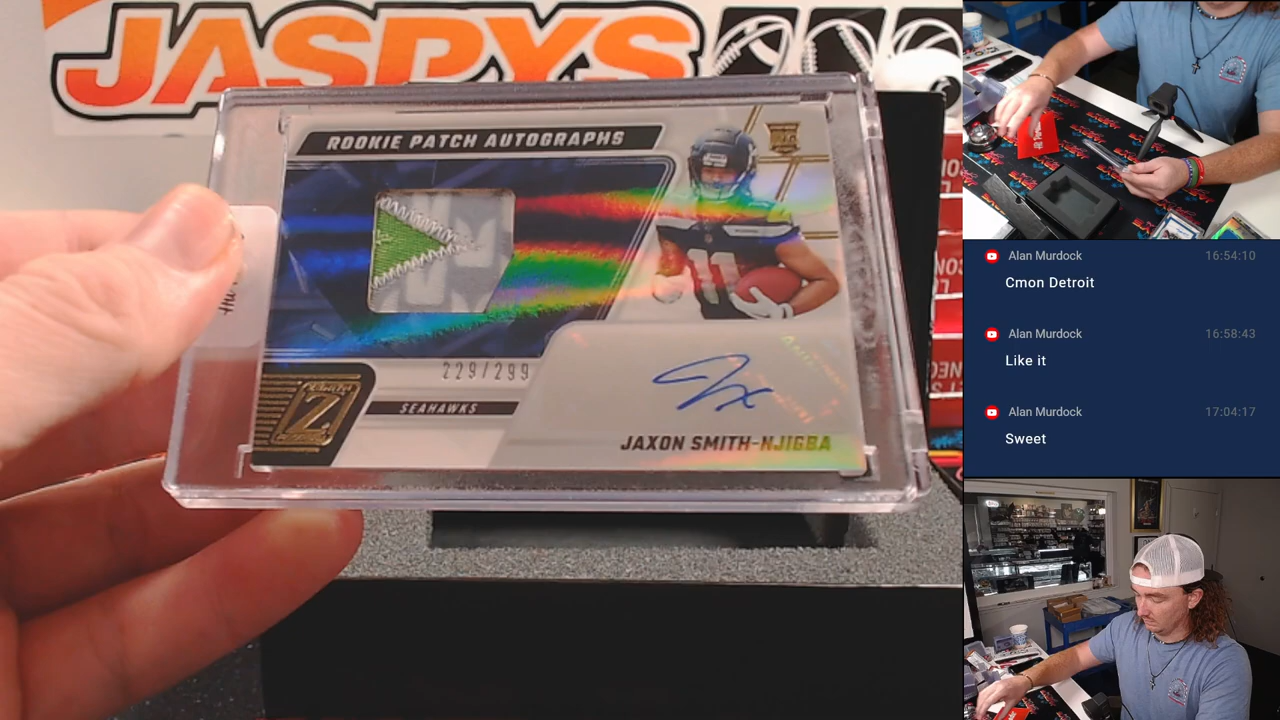 JASPYS
ROOKIE PATCH AUTOGRAPHS
11
229/299
SEAHAWKS
Z
JAXON SMITH-NJIGBA
Alan Murdock 16:54:10
Cmon Detroit
Alan Murdock 16:58:43
Like it
Alan Murdock 17:04:17
Sweet